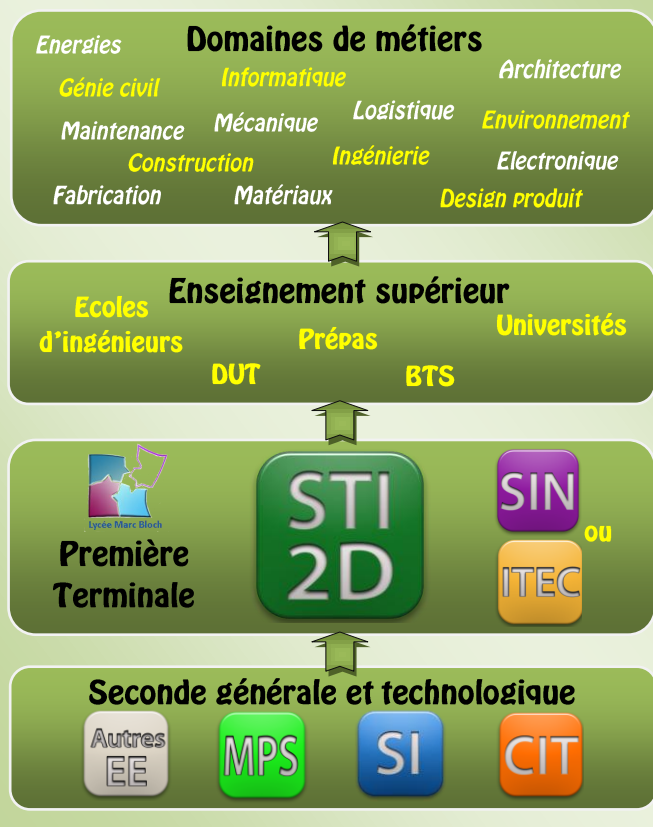 Domaines de métiers
Energies
Architecture
Informatique
Génie civil
Logistique
Mécanique
Environnement
Maintenance
Ingénierie
Construction
Electronique
Fabrication
Matériaux
Design produit
Enseignement supérieur
Ecoles
d'ingénieurs
Universités
Prépas
DUT
BTS
Lycée Marc Bloch
Première
Terminale
STI
2D
SIN
ou
ITEC
Seconde générale et technologique
Autres
EE
MPS
SI
CIT